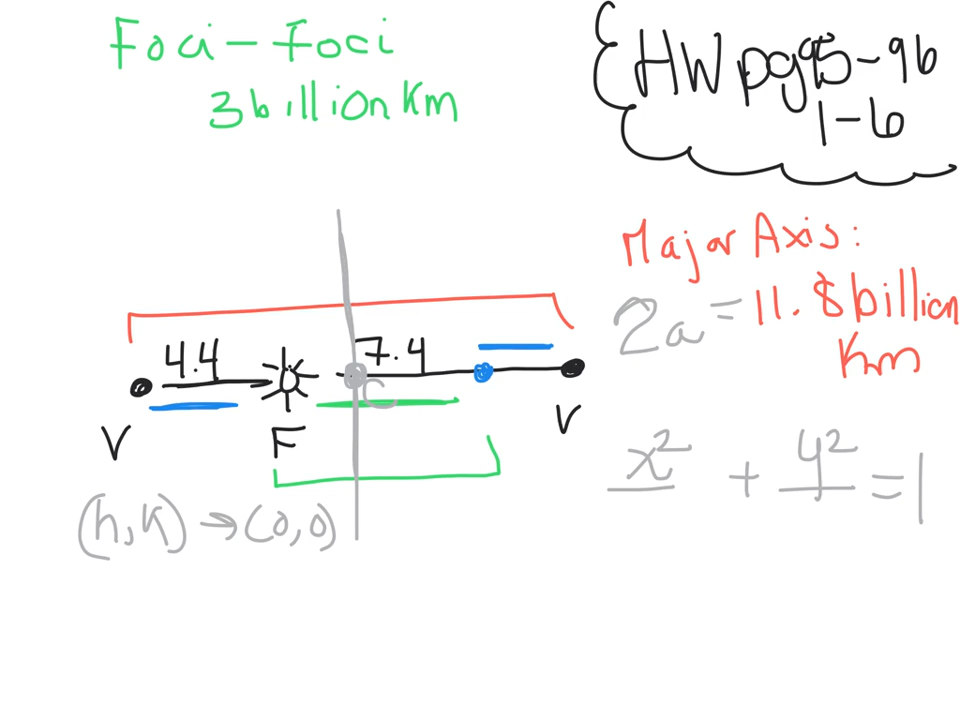 Foci - Foci
3 billion Km
HW pg 95-96
1-6
Major Axis:
2a = 11.8 billion
Km
4.4
7.4
C
V
F
V
x² + y² = 1
(h, k) → (0, 0)